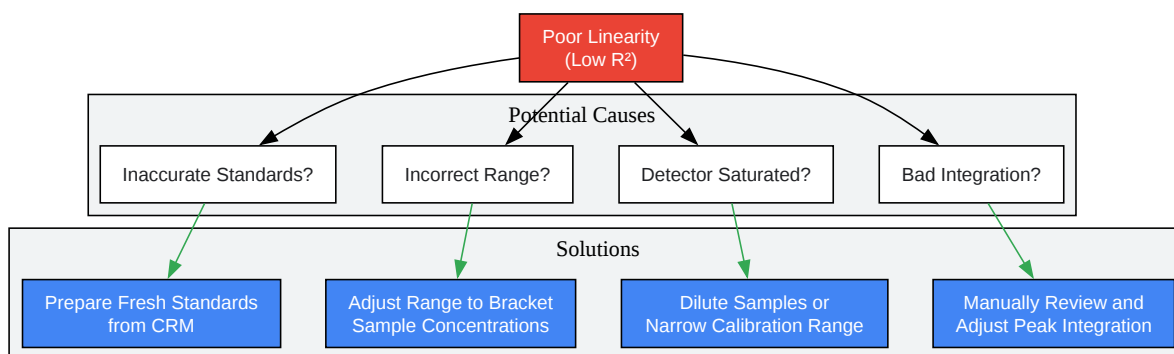 Poor Linearity
(Low R²)
Potential Causes
Inaccurate Standards?
Incorrect Range?
Detector Saturated?
Bad Integration?
Solutions
Prepare Fresh Standards
from CRM
Adjust Range to Bracket
Sample Concentrations
Dilute Samples or
Narrow Calibration Range
Manually Review and
Adjust Peak Integration